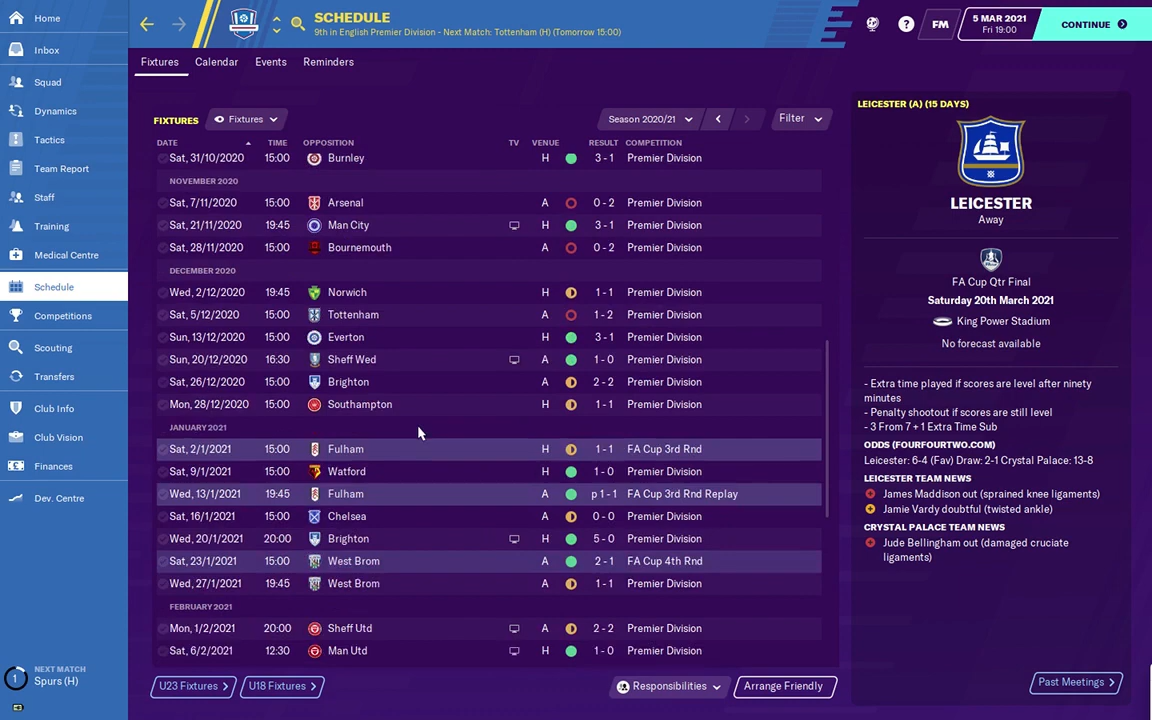 Home
Inbox
Squad
Dynamics
Tactics
Team Report
Staff
Training
Medical Centre
Schedule
Competitions
Scouting
Transfers
Club Info
Club Vision
Finances
Dev. Centre
1
NEXT MATCH
Spurs (H)
SCHEDULE
9th in English Premier Division - Next Match: Tottenham (H) (Tomorrow 15:00)
?
FM
5 MAR 2021
Fri 19:00
CONTINUE
Fixtures Calendar Events Reminders
FIXTURES Fixtures Season 2020/21 Filter
DATE TIME OPPOSITION TV VENUE RESULT COMPETITION
Sat, 31/10/2020 15:00 Burnley H 3 - 1 Premier Division
NOVEMBER 2020
Sat, 7/11/2020 15:00 Arsenal A 0 - 2 Premier Division
Sat, 21/11/2020 19:45 Man City H 3 - 1 Premier Division
Sat, 28/11/2020 15:00 Bournemouth A 0 - 2 Premier Division
DECEMBER 2020
Wed, 2/12/2020 19:45 Norwich H 1 - 1 Premier Division
Sat, 5/12/2020 15:00 Tottenham A 1 - 2 Premier Division
Sun, 13/12/2020 15:00 Everton H 3 - 1 Premier Division
Sun, 20/12/2020 16:30 Sheff Wed A 1 - 0 Premier Division
Sat, 26/12/2020 15:00 Brighton A 2 - 2 Premier Division
Mon, 28/12/2020 15:00 Southampton H 1 - 1 Premier Division
JANUARY 2021
Sat, 2/1/2021 15:00 Fulham H 1 - 1 FA Cup 3rd Rnd
Sat, 9/1/2021 15:00 Watford H 1 - 0 Premier Division
Wed, 13/1/2021 19:45 Fulham A p 1 - 1 FA Cup 3rd Rnd Replay
Sat, 16/1/2021 15:00 Chelsea A 0 - 0 Premier Division
Wed, 20/1/2021 20:00 Brighton H 5 - 0 Premier Division
Sat, 23/1/2021 15:00 West Brom A 2 - 1 FA Cup 4th Rnd
Wed, 27/1/2021 19:45 West Brom A 1 - 1 Premier Division
FEBRUARY 2021
Mon, 1/2/2021 20:00 Sheff Utd A 2 - 2 Premier Division
Sat, 6/2/2021 12:30 Man Utd H 1 - 0 Premier Division
U23 Fixtures U18 Fixtures Responsibilities Arrange Friendly
LEICESTER (A) (15 DAYS)
LEICESTER
Away
FA Cup Qtr Final
Saturday 20th March 2021
King Power Stadium
No forecast available
- Extra time played if scores are level after ninety
minutes
- Penalty shootout if scores are still level
- 3 From 7 + 1 Extra Time Sub
ODDS (FOURFOURTWO.COM)
Leicester: 6-4 (Fav) Draw: 2-1 Crystal Palace: 13-8
LEICESTER TEAM NEWS
James Maddison out (sprained knee ligaments)
Jamie Vardy doubtful (twisted ankle)
CRYSTAL PALACE TEAM NEWS
Jude Bellingham out (damaged cruciate
ligaments)
Past Meetings